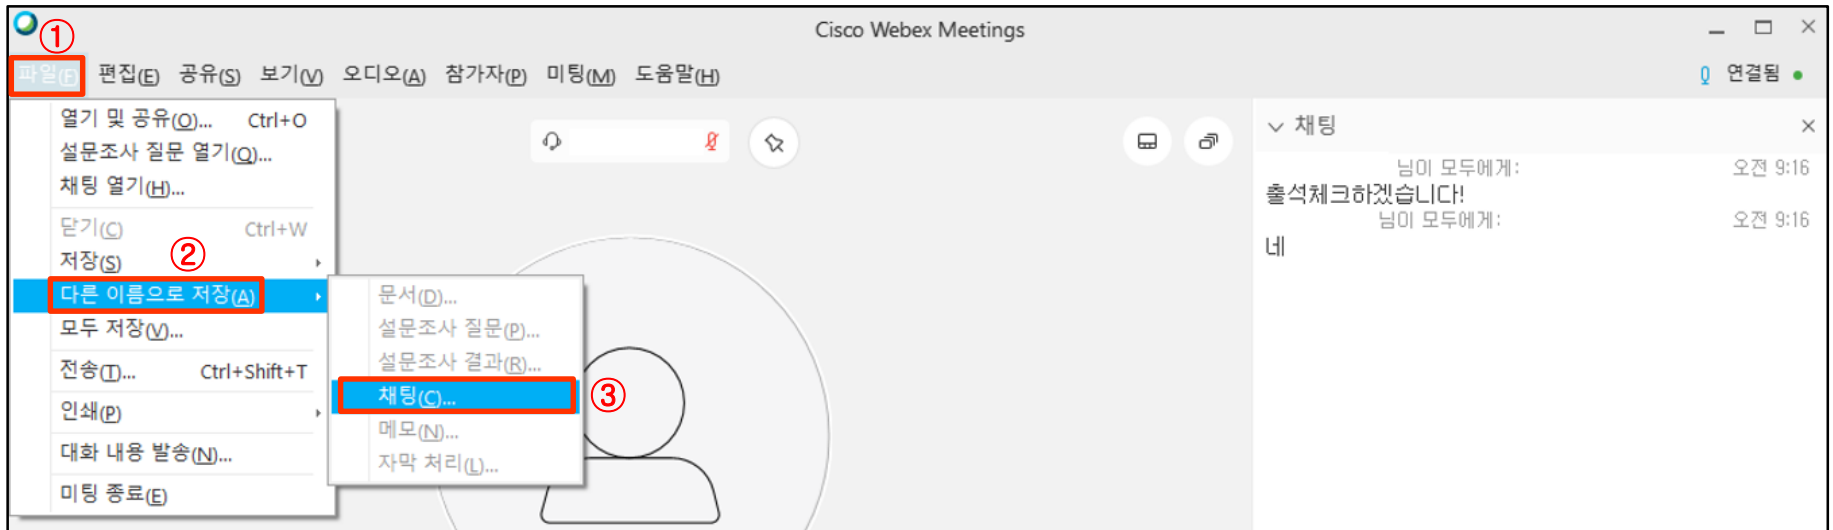 Cisco Webex Meetings
①
파일(F) 편집(E) 공유(S) 보기(V) 오디오(A) 참가자(P) 미팅(M) 도움말(H)
연결됨
열기 및 공유(O)... Ctrl+O
설문조사 질문 열기(Q)...
채팅 열기(H)...
닫기(C) Ctrl+W
②
저장(S)
다른 이름으로 저장(A)
모두 저장(V)...
전송(T)... Ctrl+Shift+T
인쇄(P)
대화 내용 발송(N)...
미팅 종료(E)
문서(D)...
설문조사 질문(P)...
설문조사 결과(R)...
채팅(C)...
③
메모(N)...
자막 처리(L)...
채팅
님이 모두에게: 오전 9:16
출석체크하겠습니다!
님이 모두에게: 오전 9:16
네